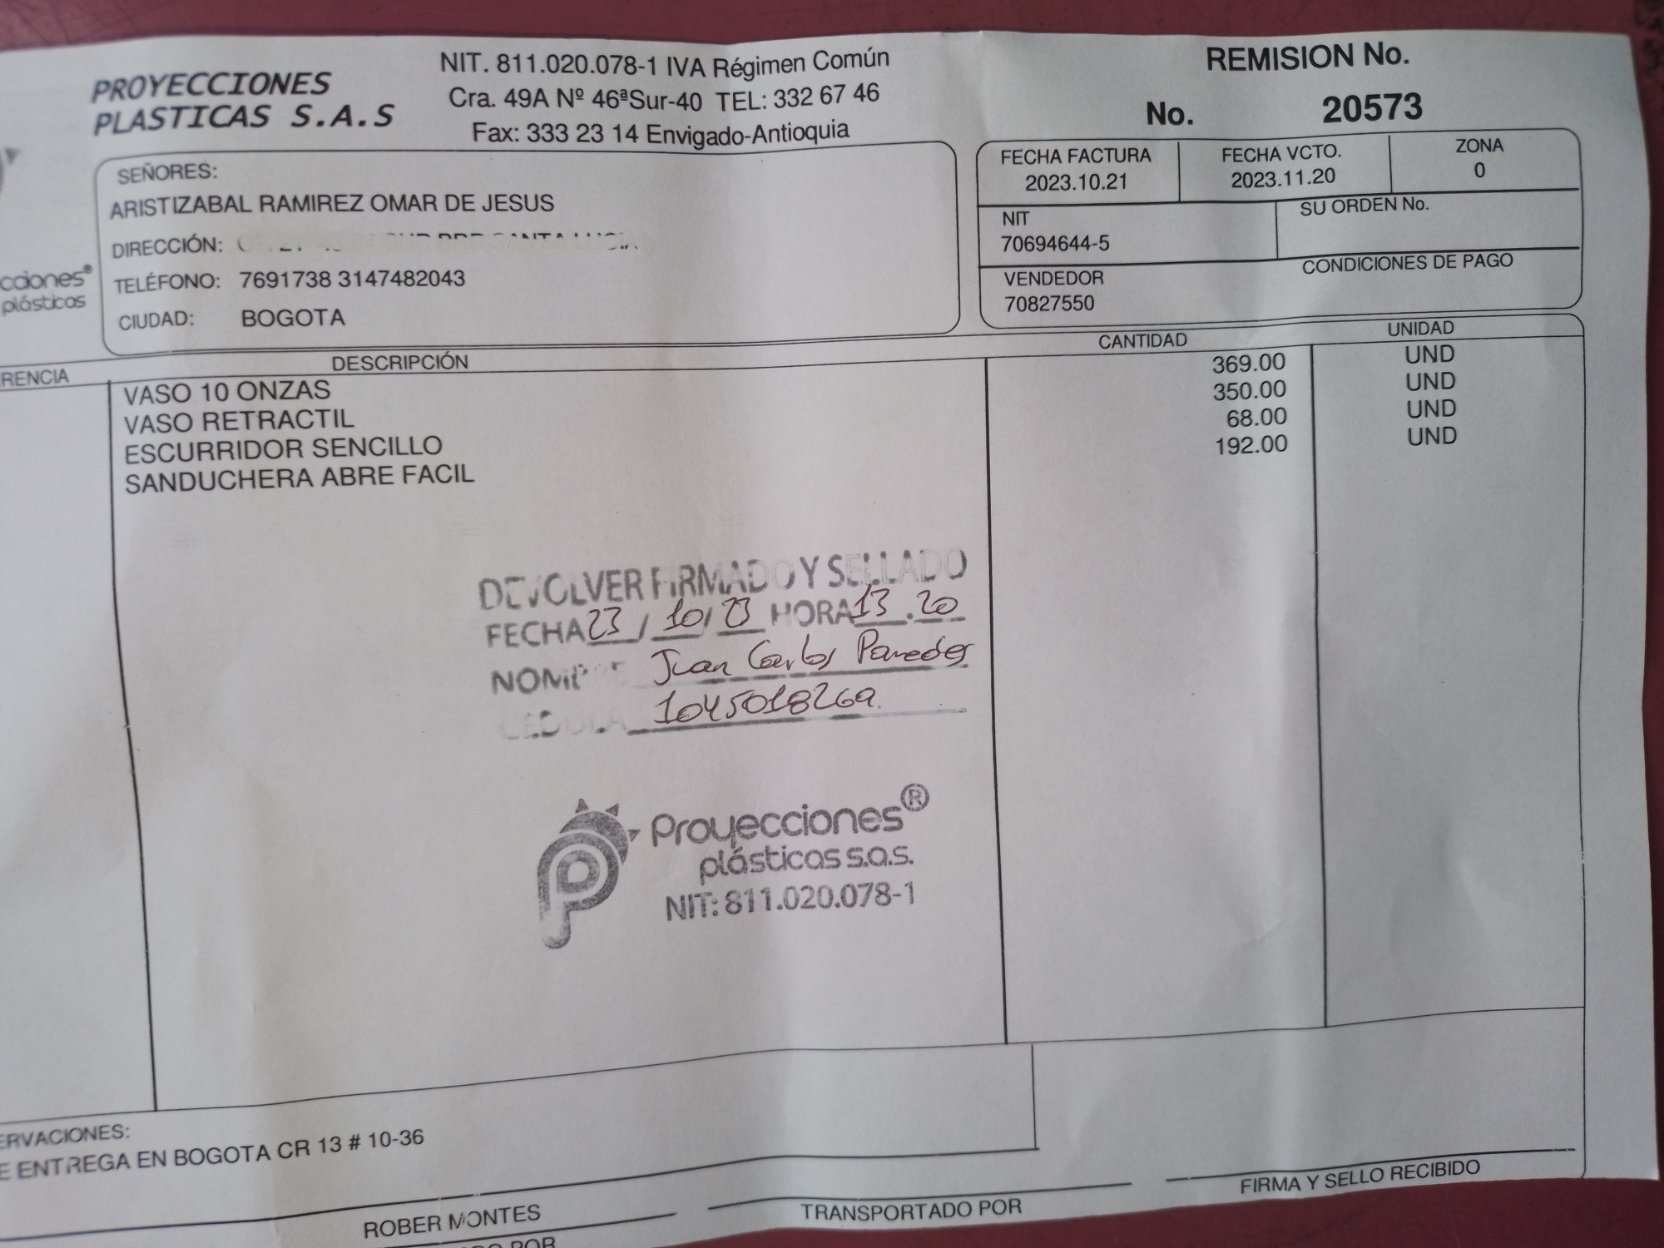 PROYECCIONES
PLASTICAS S.A.S
NIT. 811.020.078-1 IVA Régimen Común
Cra. 49A Nº 46ªSur-40 TEL: 332 67 46
Fax: 333 23 14 Envigado-Antioquia
REMISION No.
No. 20573
cciones®
plásticas
SEÑORES:
ARISTIZABAL RAMIREZ OMAR DE JESUS
DIRECCIÓN:
TELÉFONO: 7691738 3147482043
CIUDAD: BOGOTA
FECHA FACTURA
2023.10.21
FECHA VCTO.
2023.11.20
ZONA
0
NIT
70694644-5
SU ORDEN No.
VENDEDOR
70827550
CONDICIONES DE PAGO
RENCIA DESCRIPCIÓN CANTIDAD UNIDAD
VASO 10 ONZAS 369.00 UND
VASO RETRACTIL 350.00 UND
ESCURRIDOR SENCILLO 68.00 UND
SANDUCHERA ABRE FACIL 192.00 UND
DEVOLVER FIRMADO Y SELLADO
FECHA 23/10/23 HORA 13.20
NOMBRE Juan Carlos Paredes
CEDULA 1045018269
Proyecciones®
plásticas s.a.s.
NIT: 811.020.078-1
ERVACIONES:
E ENTREGA EN BOGOTA CR 13 # 10-36
ROBER MONTES
TRANSPORTADO POR
FIRMA Y SELLO RECIBIDO